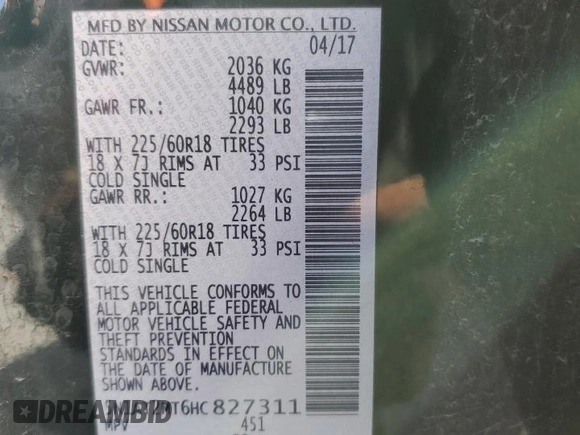 MFD BY NISSAN MOTOR CO., LTD.
DATE: 04/17
GVWR: 2036 KG
4489 LB
GAWR FR.: 1040 KG
2293 LB
WITH 225/60R18 TIRES
18 X 7J RIMS AT 33 PSI
COLD SINGLE
GAWR RR.: 1027 KG
2264 LB
WITH 225/60R18 TIRES
18 X 7J RIMS AT 33 PSI
COLD SINGLE
THIS VEHICLE CONFORMS TO
ALL APPLICABLE FEDERAL
MOTOR VEHICLE SAFETY AND
THEFT PREVENTION
STANDARDS IN EFFECT ON
THE DATE OF MANUFACTURE
SHOWN ABOVE.
827311
MPV 451
DREAMBID